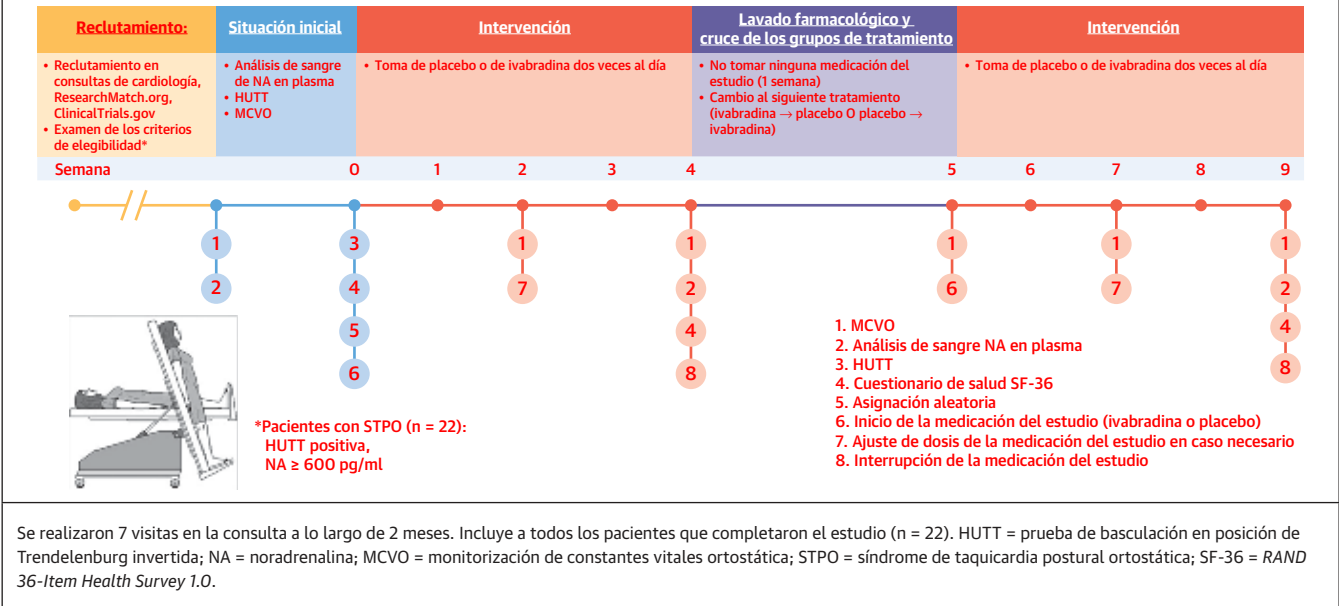 Reclutamiento:
• Reclutamiento en
consultas de cardiología,
ResearchMatch.org,
ClinicalTrials.gov
• Examen de los criterios
de elegibilidad*
Situación inicial
• Análisis de sangre
de NA en plasma
• HUTT
• MCVO
Intervención
• Toma de placebo o de ivabradina dos veces al día
Lavado farmacológico y
cruce de los grupos de tratamiento
• No tomar ninguna medicación del
estudio (1 semana)
• Cambio al siguiente tratamiento
(ivabradina → placebo O placebo →
ivabradina)
Intervención
• Toma de placebo o de ivabradina dos veces al día
Semana 0 1 2 3 4 5 6 7 8 9
1 3 1 1 1 1 1
2 4 7 2 6 7 2
5 4 4
6 8 8
*Pacientes con STPO (n = 22):
HUTT positiva,
NA ≥ 600 pg/ml
1. MCVO
2. Análisis de sangre NA en plasma
3. HUTT
4. Cuestionario de salud SF-36
5. Asignación aleatoria
6. Inicio de la medicación del estudio (ivabradina o placebo)
7. Ajuste de dosis de la medicación del estudio en caso necesario
8. Interrupción de la medicación del estudio
Se realizaron 7 visitas en la consulta a lo largo de 2 meses. Incluye a todos los pacientes que completaron el estudio (n = 22). HUTT = prueba de basculación en posición de
Trendelenburg invertida; NA = noradrenalina; MCVO = monitorización de constantes vitales ortostática; STPO = síndrome de taquicardia postural ortostática; SF-36 = RAND
36-Item Health Survey 1.0.